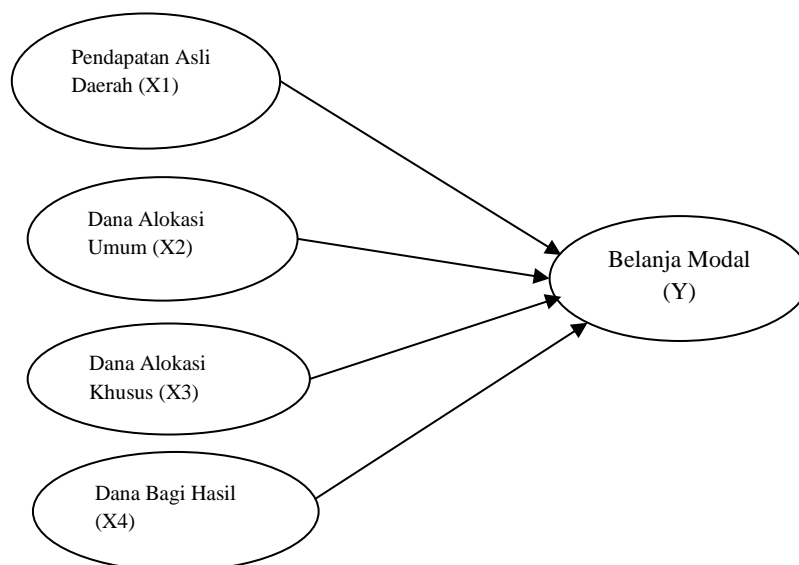 Pendapatan Asli
Daerah (X1)
Dana Alokasi
Umum (X2)
Belanja Modal
(Y)
Dana Alokasi
Khusus (X3)
Dana Bagi Hasil
(X4)